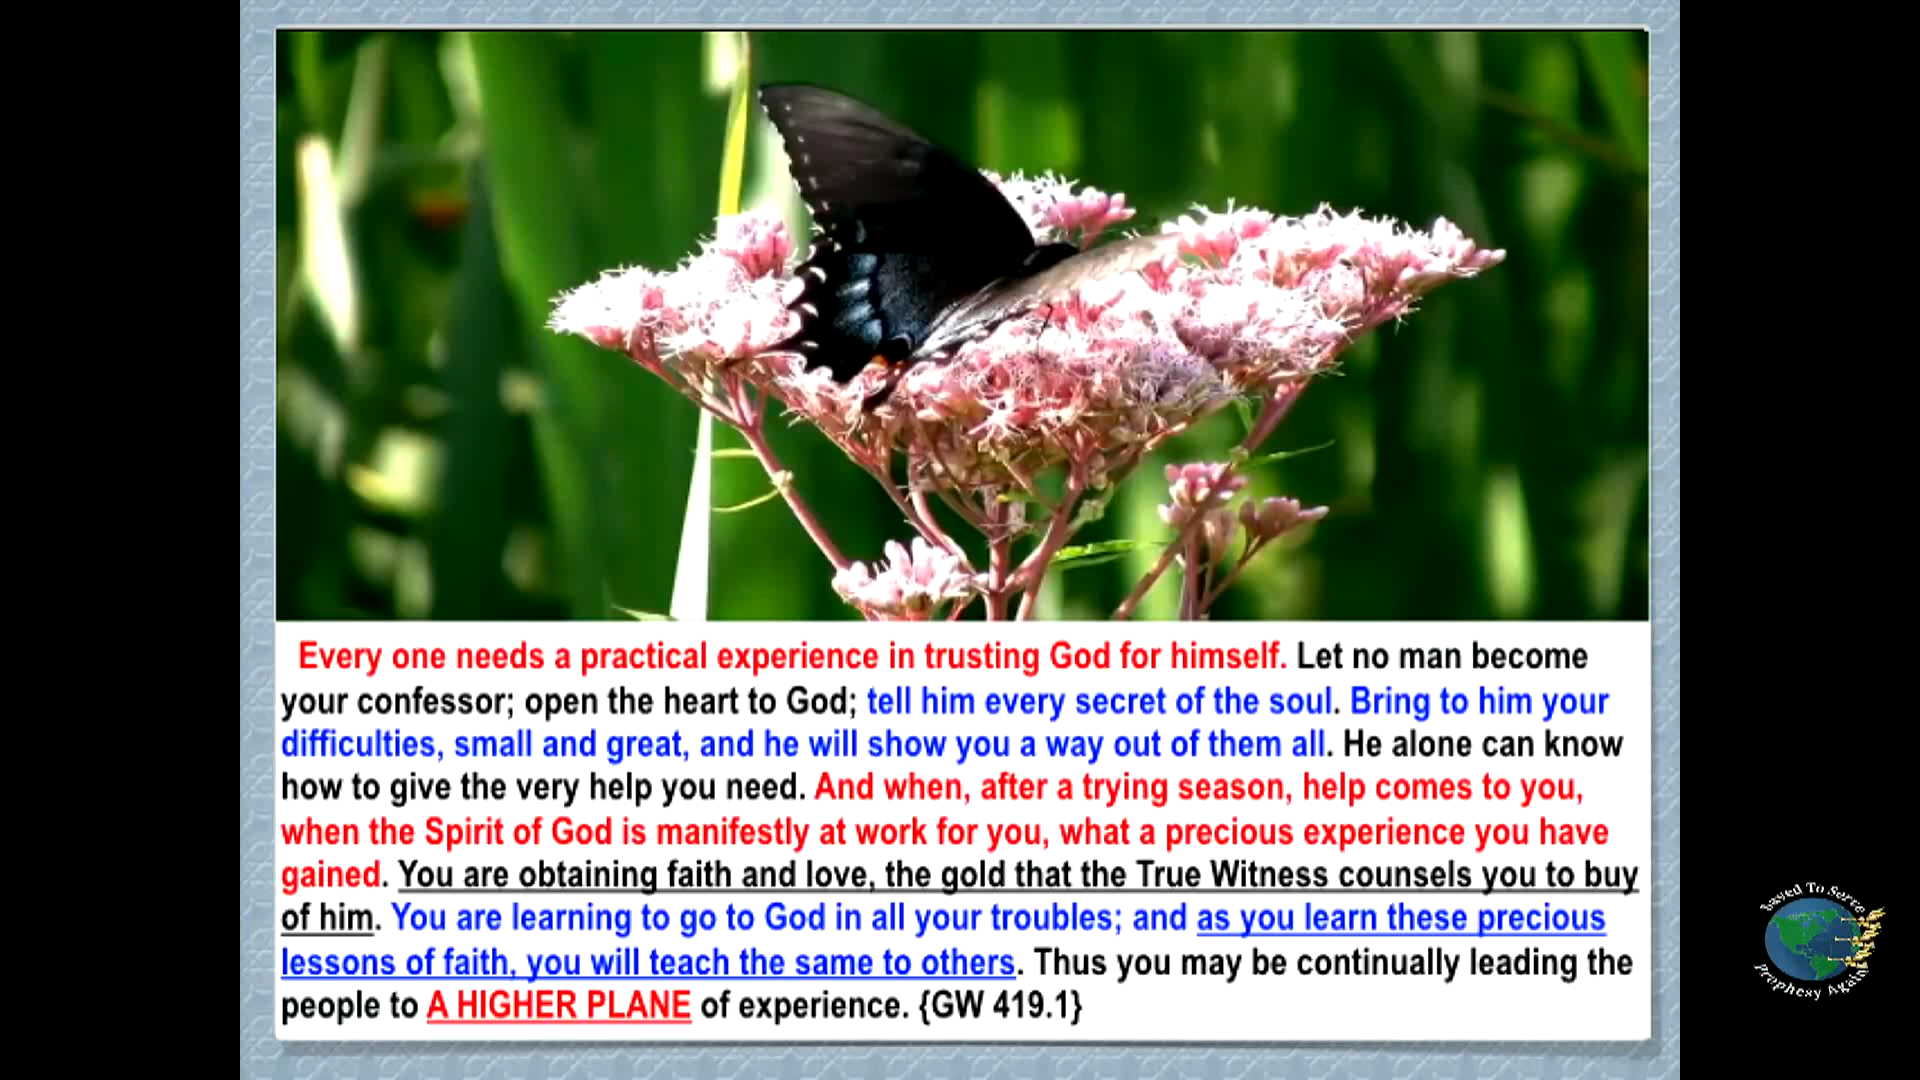 Every one needs a practical experience in trusting God for himself. Let no man become
your confessor; open the heart to God; tell him every secret of the soul. Bring to him your
difficulties, small and great, and he will show you a way out of them all. He alone can know
how to give the very help you need. And when, after a trying season, help comes to you,
when the Spirit of God is manifestly at work for you, what a precious experience you have
gained. You are obtaining faith and love, the gold that the True Witness counsels you to buy
of him. You are learning to go to God in all your troubles; and as you learn these precious
lessons of faith, you will teach the same to others. Thus you may be continually leading the
people to A HIGHER PLANE of experience. {GW 419.1}
To Serve
Prophesy Again